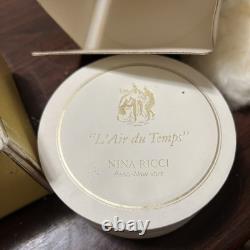 "L'Air du Temps"
NINA RICCI
Paris-New York